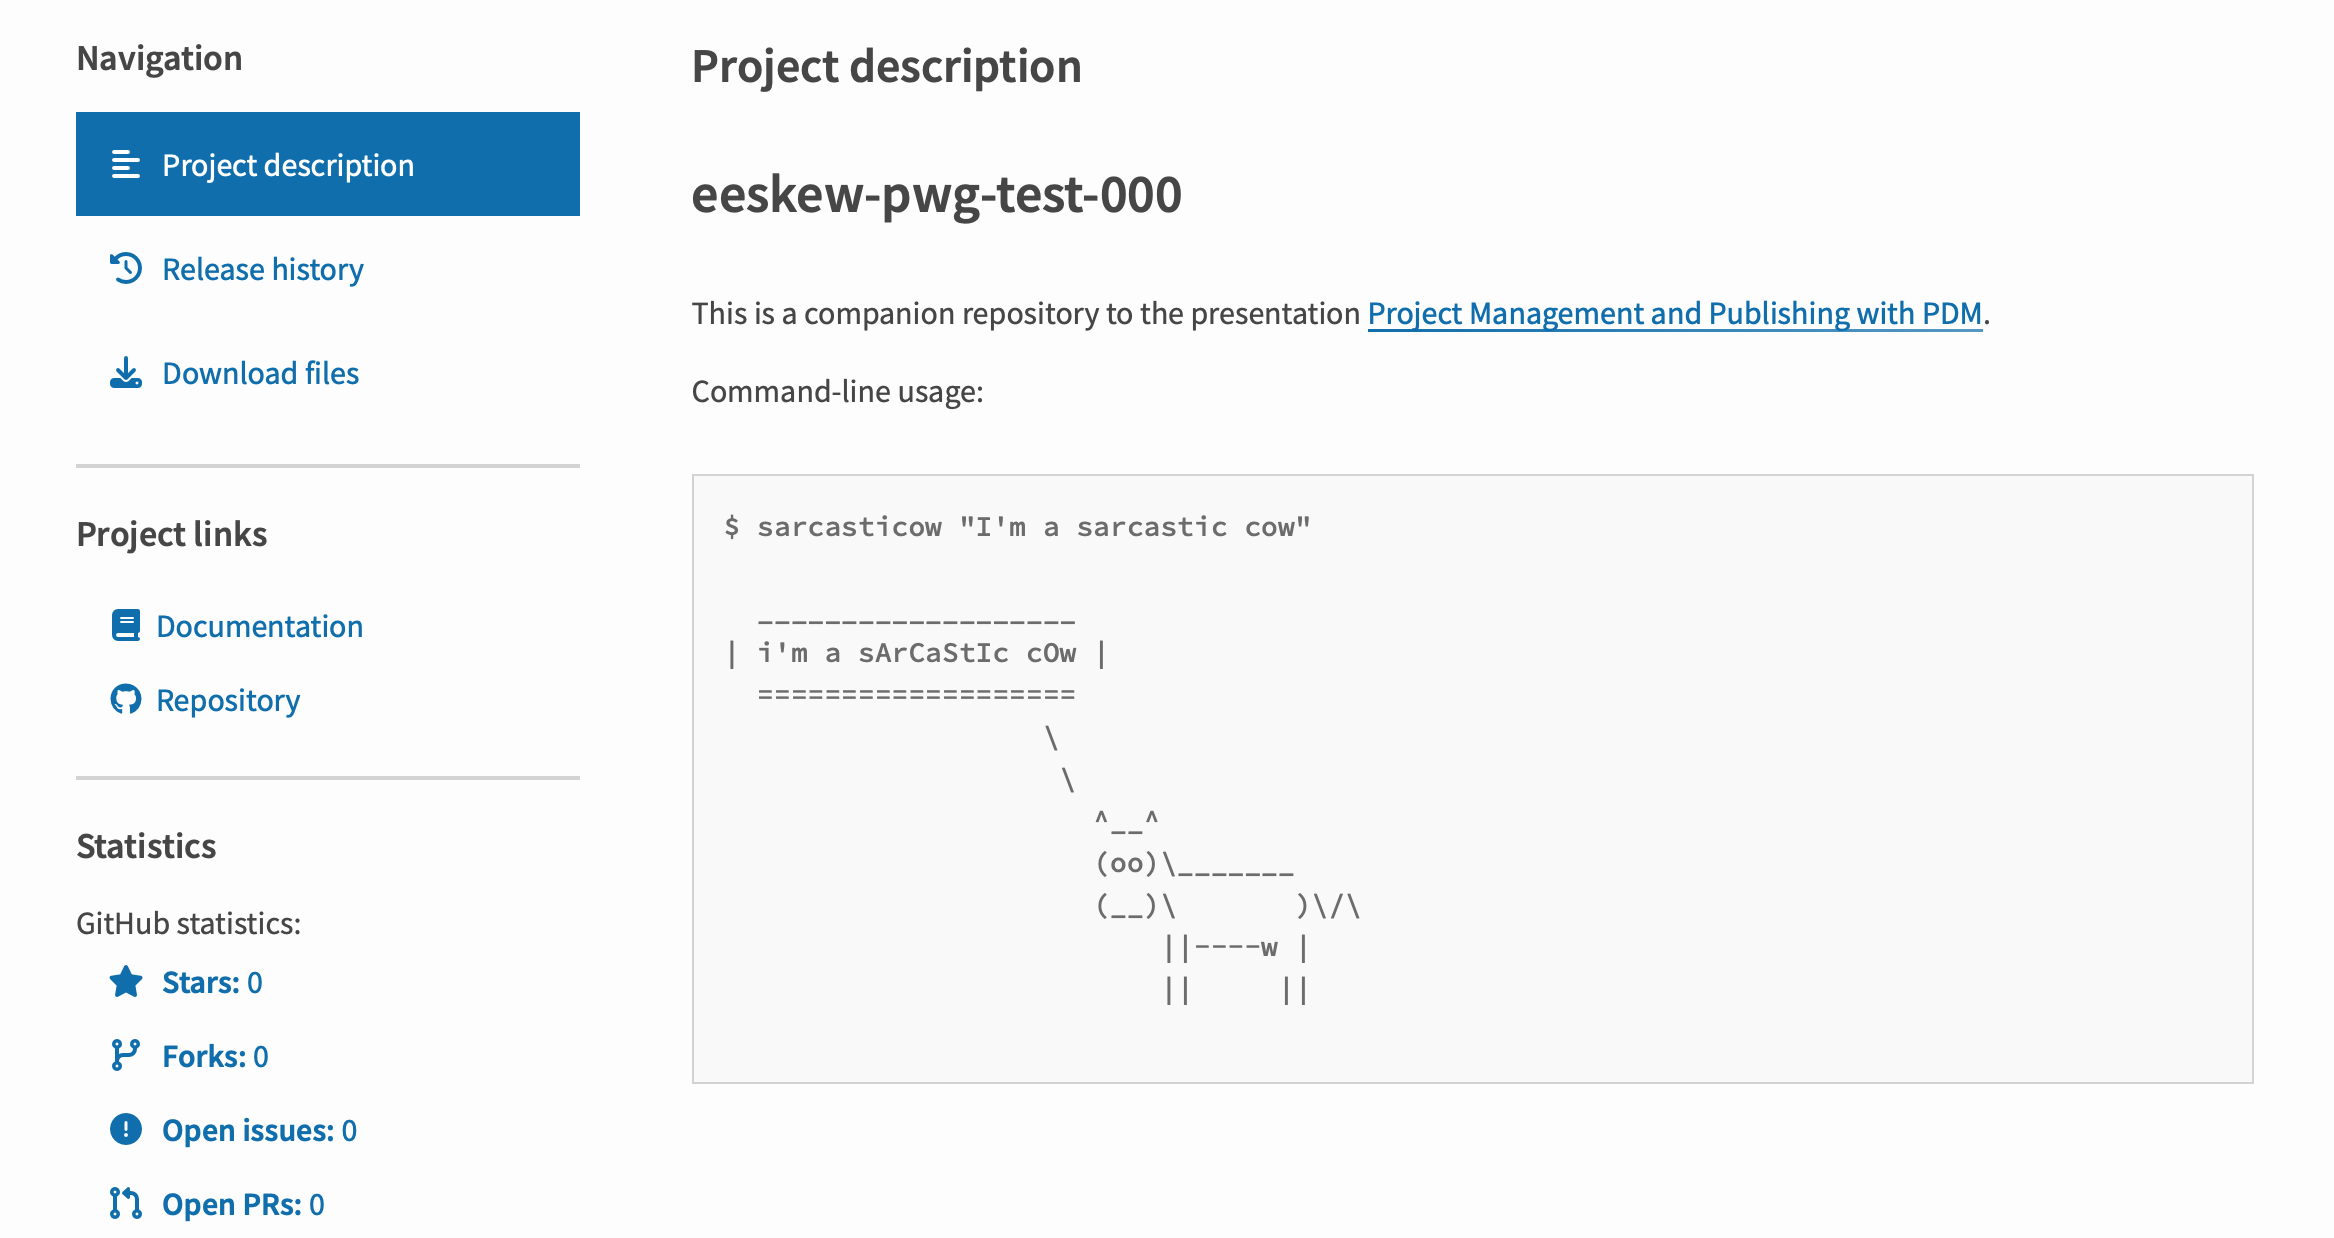 Navigation
Project description
Release history
Download files
Project links
Documentation
Repository
Statistics
GitHub statistics:
Stars: 0
Forks: 0
Open issues: 0
Open PRs: 0
Project description
eeskew-pwg-test-000
This is a companion repository to the presentation Project Management and Publishing with PDM.
Command-line usage:
$ sarcasticow "I'm a sarcastic cow"
  ___________________
| i'm a sArCaStIc cOw |
  ===================
                   \
                    \
                      ^__^
                      (oo)\_______
                      (__)\       )\/\
                          ||----w |
                          ||     ||